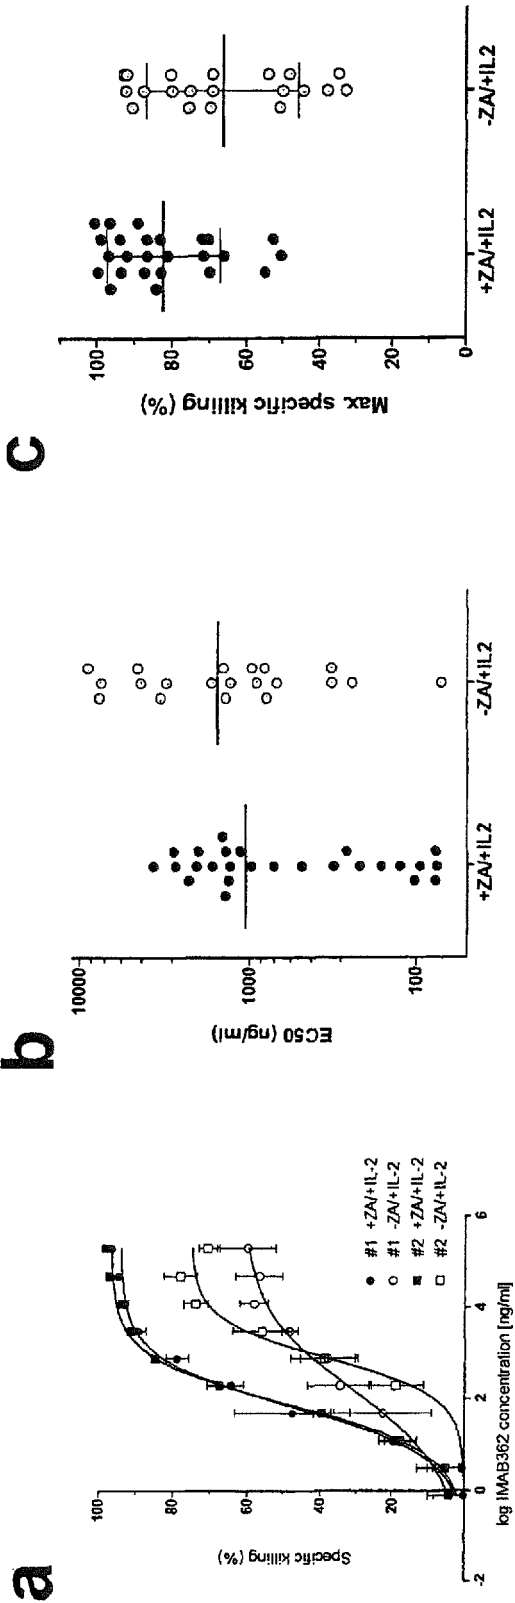 a
Specific killing (%)
100
80
60
40
20
0
-2
0
2
4
6
log IMAB362 concentration [ng/ml]
#1 +ZA/+IL-2
#1 -ZA/+IL-2
#2 +ZA/+IL-2
#2 -ZA/+IL-2
b
EC50 (ng/ml)
10000
1000
100
+ZA/+IL2
-ZA/+IL2
c
Max. specific killing (%)
100
80
60
40
20
0
+ZA/+IL2
-ZA/+IL2